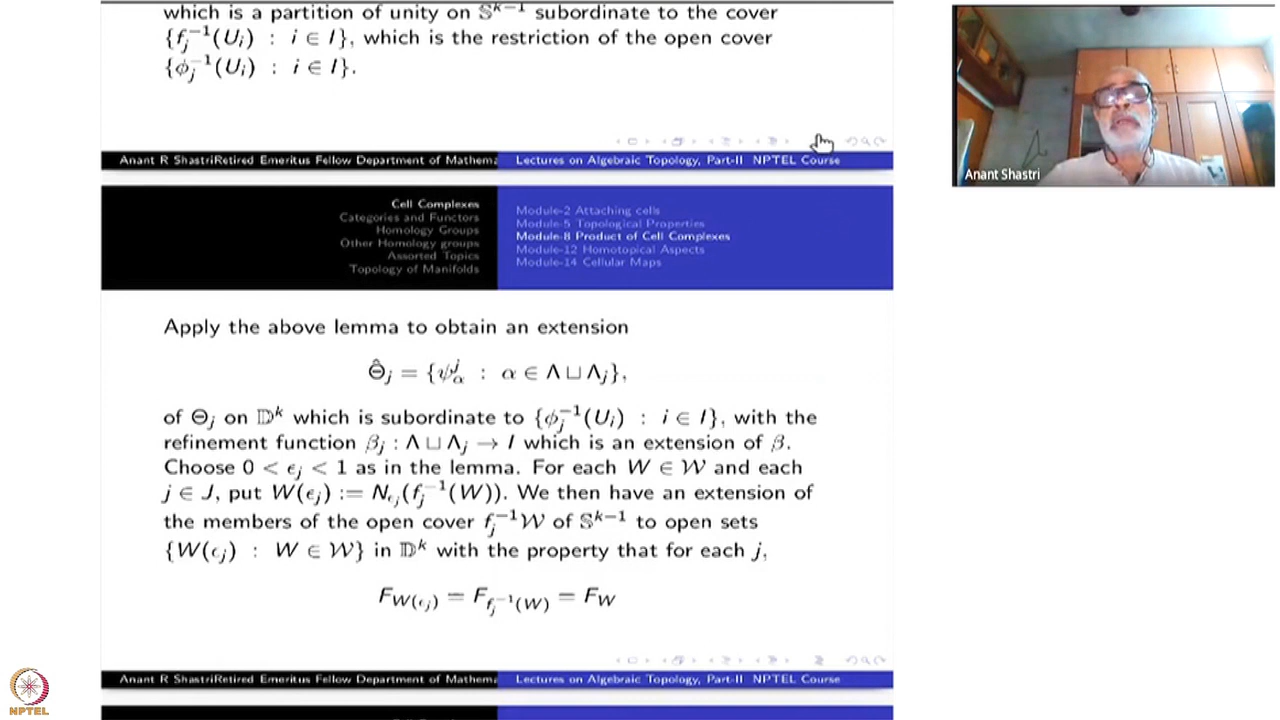 which is a partition of unity on 𝕊^{k−1} subordinate to the cover
{f_j^{−1}(U_i) : i ∈ I}, which is the restriction of the open cover
{ϕ_j^{−1}(U_i) : i ∈ I}.
Anant R ShastriRetired Emeritus Fellow Department of Mathema
Lectures on Algebraic Topology, Part-II NPTEL Course
Cell Complexes
Categories and Functors
Homology Groups
Other Homology groups
Assorted Topics
Topology of Manifolds
Module-2 Attaching cells
Module-5 Topological Properties
Module-8 Product of Cell Complexes
Module-12 Homotopical Aspects
Module-14 Cellular Maps
Apply the above lemma to obtain an extension
Θ̂_j = {ψ_α^j : α ∈ Λ ⊔ Λ_j},
of Θ_j on 𝔻^k which is subordinate to {ϕ_j^{−1}(U_i) : i ∈ I}, with the
refinement function β_j : Λ ⊔ Λ_j → I which is an extension of β.
Choose 0 < ϵ_j < 1 as in the lemma. For each W ∈ 𝒲 and each
j ∈ J, put W(ϵ_j) := N_{ϵ_j}(f_j^{−1}(W)). We then have an extension of
the members of the open cover f_j^{−1}𝒲 of 𝕊^{k−1} to open sets
{W(ϵ_j) : W ∈ 𝒲} in 𝔻^k with the property that for each j,
F_{W(ϵ_j)} = F_{f_j^{−1}(W)} = F_W
Anant R ShastriRetired Emeritus Fellow Department of Mathema
Lectures on Algebraic Topology, Part-II NPTEL Course
Anant Shastri
NPTEL